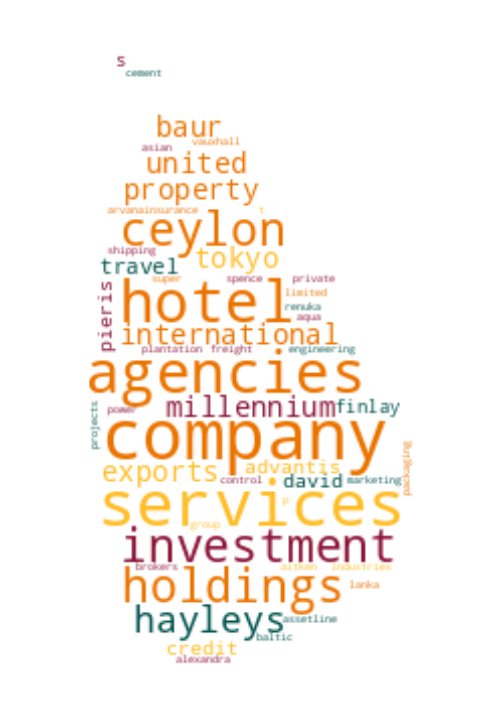 s
cement
baur
vauxhall
asian
united
property
arvanainsurance
t
ceylon
shipping
tokyo
travel
super
spence
private
pieris
hotel
limited
renuka
aqua
international
plantation
freight
engineering
agencies
projects
power
millennium
finlay
company
exports
advantis
packaging
control
david
marketing
services
p
group
investment
brokers
aitken
industries
holdings
lanka
hayleys
assetline
baltic
credit
alexandra